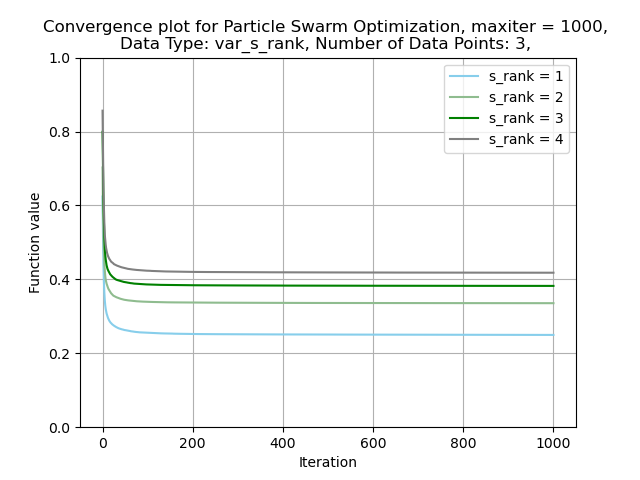 Convergence plot for Particle Swarm Optimization, maxiter = 1000,
Data Type: var_s_rank, Number of Data Points: 3,
1.0
0.8
0.6
0.4
0.2
0.0
Function value
s_rank = 1
s_rank = 2
s_rank = 3
s_rank = 4
0 200 400 600 800 1000
Iteration